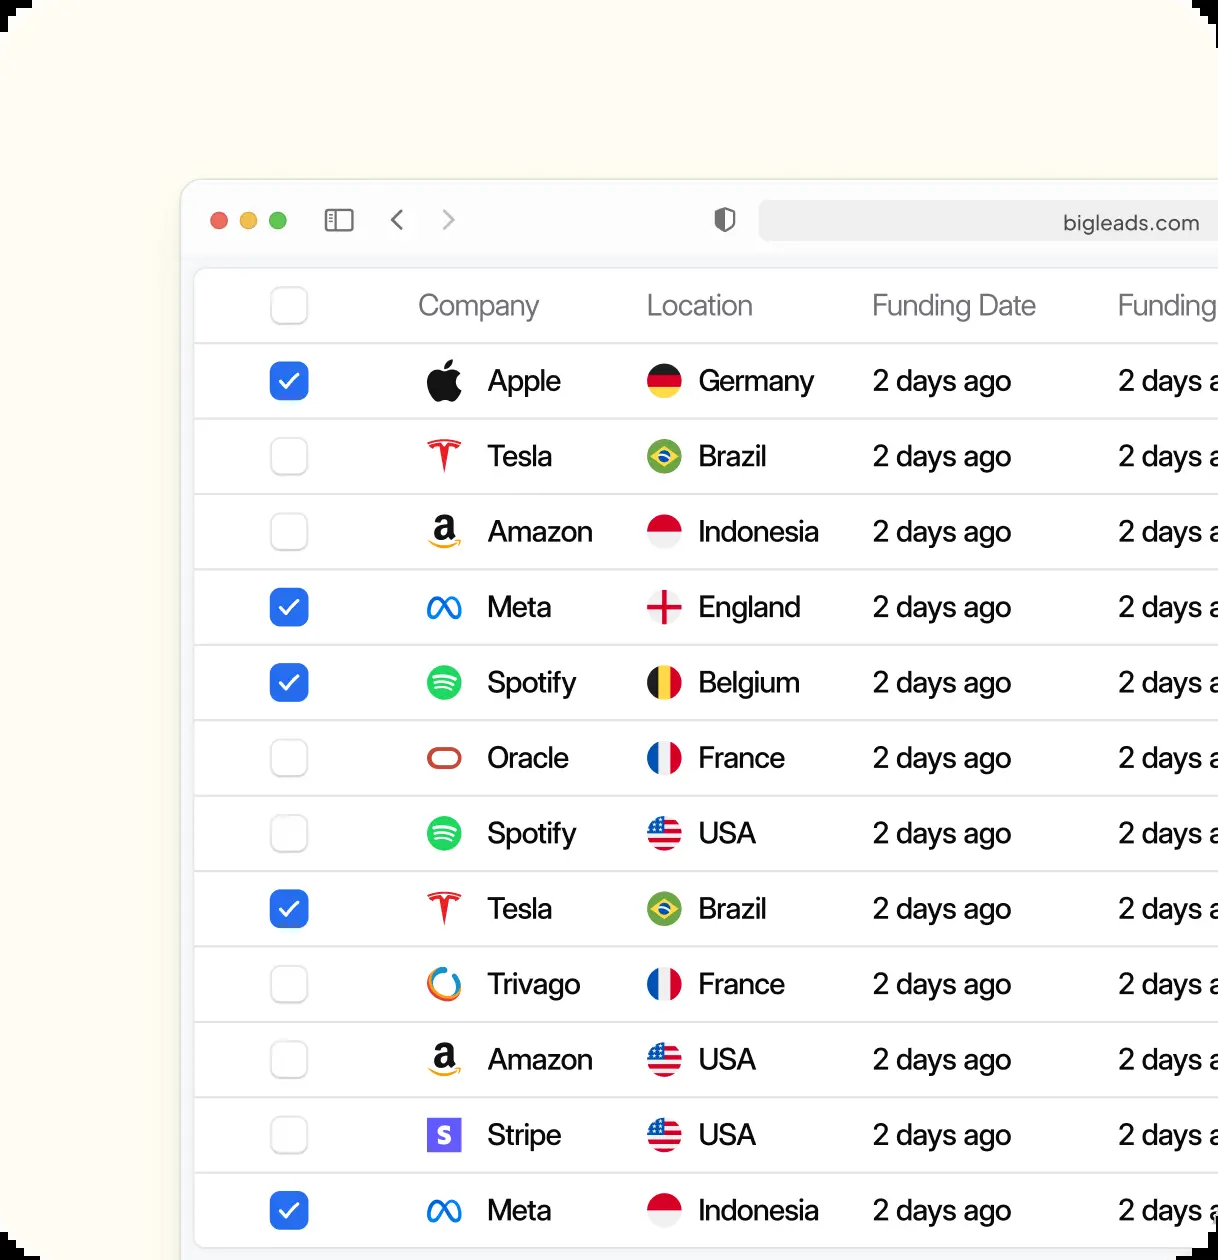 bigleads.com
Company Location Funding Date Funding
Apple Germany 2 days ago 2 days
Tesla Brazil 2 days ago 2 days
Amazon Indonesia 2 days ago 2 days
Meta England 2 days ago 2 days
Spotify Belgium 2 days ago 2 days
Oracle France 2 days ago 2 days
Spotify USA 2 days ago 2 days
Tesla Brazil 2 days ago 2 days
Trivago France 2 days ago 2 days
Amazon USA 2 days ago 2 days
Stripe USA 2 days ago 2 days
Meta Indonesia 2 days ago 2 days